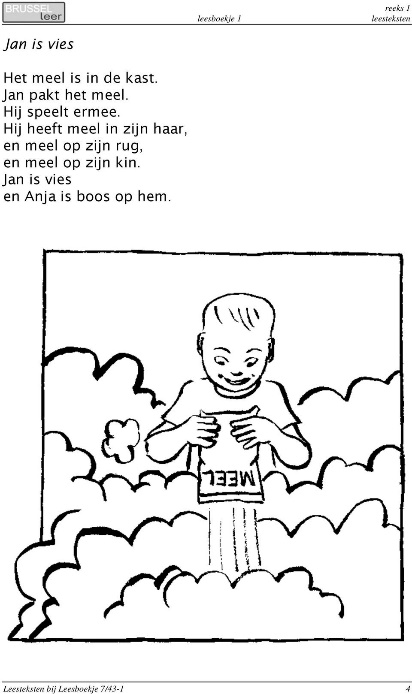 BRUSSEL
leer
leesboekje 1
reeks 1
leesteksten
Jan is vies
Het meel is in de kast.
Jan pakt het meel.
Hij speelt ermee.
Hij heeft meel in zijn haar,
en meel op zijn rug,
en meel op zijn kin.
Jan is vies
en Anja is boos op hem.
MEEL
Leesteksten bij Leesboekje 7/43-1
4